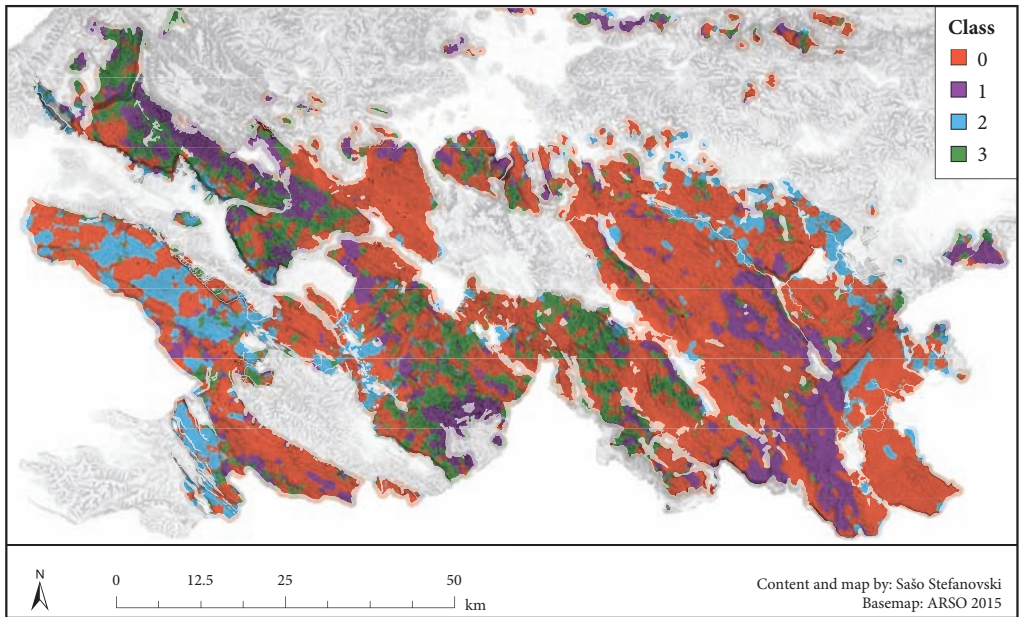 Class
0
1
2
3
N
0 12.5 25 50
km
Content and map by: Sašo Stefanovski
Basemap: ARSO 2015